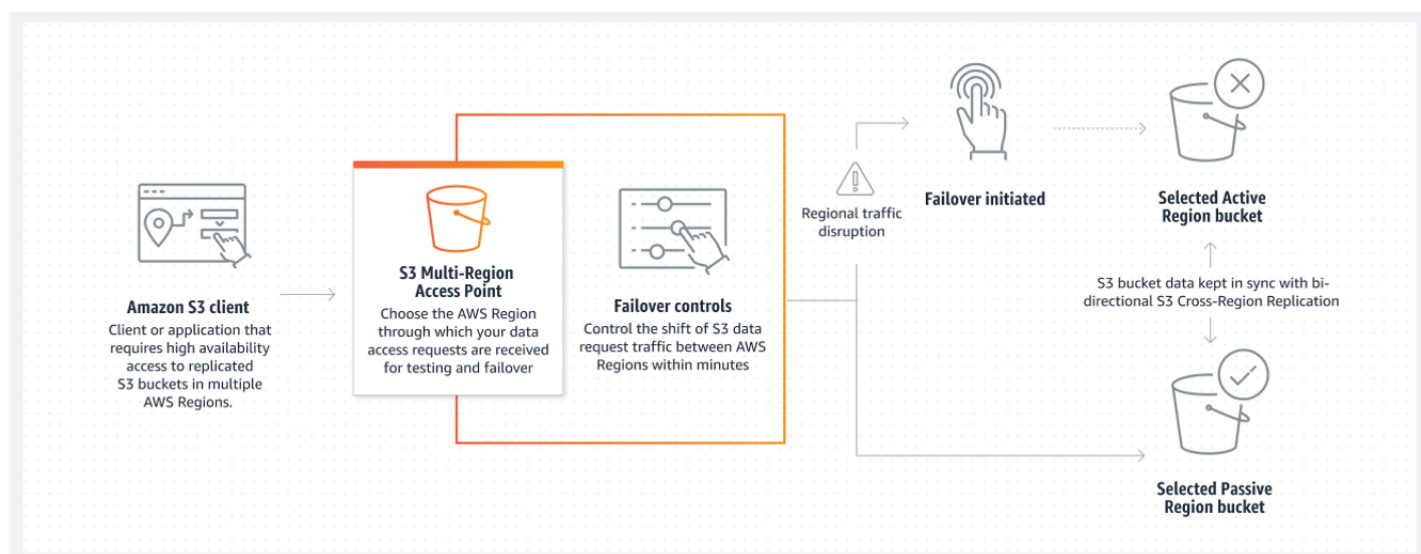 Amazon S3 client
Client or application that
requires high availability
access to replicated
S3 buckets in multiple
AWS Regions.
S3 Multi-Region
Access Point
Choose the AWS Region
through which your data
access requests are received
for testing and failover
Failover controls
Control the shift of S3 data
request traffic between AWS
Regions within minutes
Regional traffic
disruption
Failover initiated
Selected Active
Region bucket
S3 bucket data kept in sync with bi-
directional S3 Cross-Region Replication
Selected Passive
Region bucket